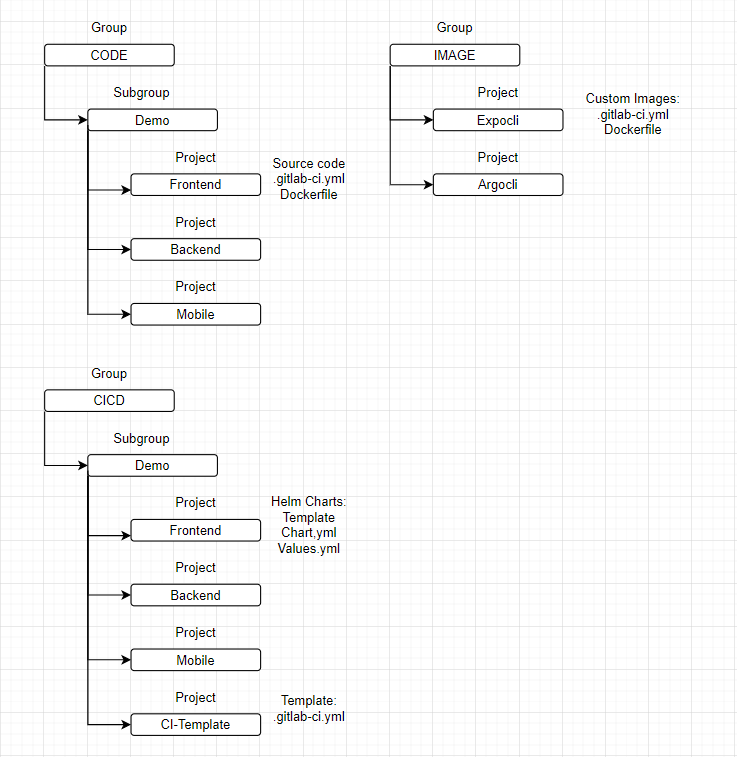 Group
CODE
Subgroup
Demo
Project
Frontend
Source code
.gitlab-ci.yml
Dockerfile
Project
Backend
Project
Mobile
Group
IMAGE
Project
Expocli
Custom Images:
.gitlab-ci.yml
Dockerfile
Project
Argocli
Group
CICD
Subgroup
Demo
Project
Frontend
Helm Charts:
Template
Chart.yml
Values.yml
Project
Backend
Project
Mobile
Project
CI-Template
Template:
.gitlab-ci.yml